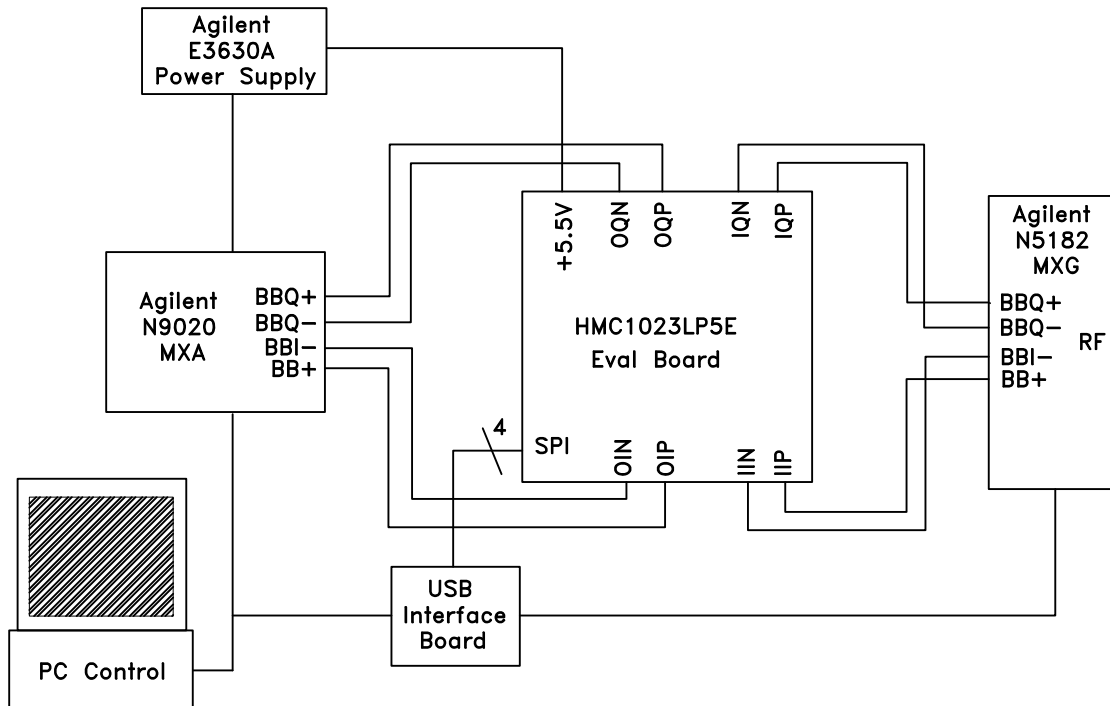 Agilent
E3630A
Power Supply
+5.5V
OQN
OQP
IQN
IQP
Agilent
N9020
MXA
BBQ+
BBQ-
BBI-
BB+
HMC1023LP5E
Eval Board
Agilent
N5182
MXG
BBQ+
BBQ-
BBI-
BB+
RF
4
SPI
OIN
OIP
IIN
IIP
USB
Interface
Board
PC Control